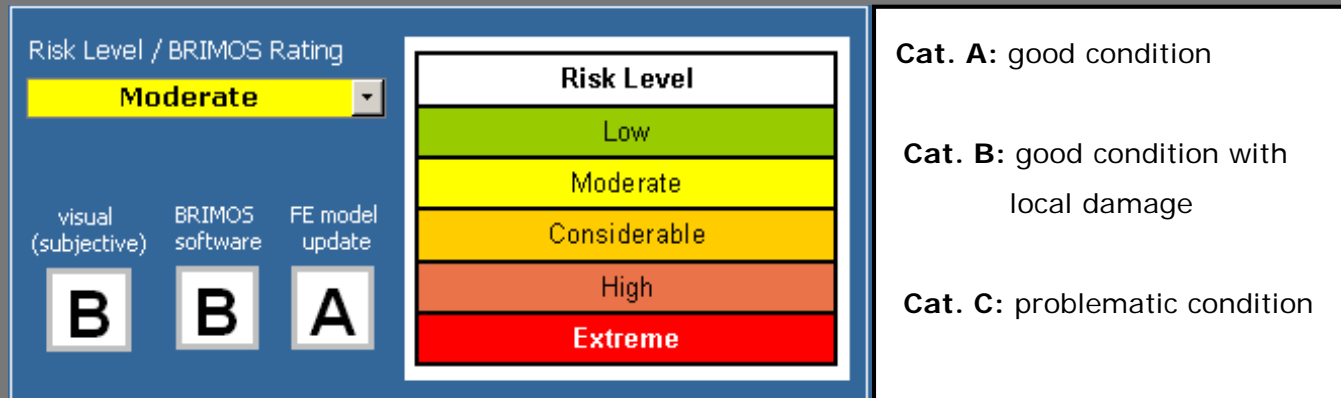 Risk Level / BRIMOS Rating
Moderate
visual
(subjective)
BRIMOS
software
FE model
update
B
B
A
Risk Level
Low
Moderate
Considerable
High
Extreme
Cat. A: good condition
Cat. B: good condition with
local damage
Cat. C: problematic condition